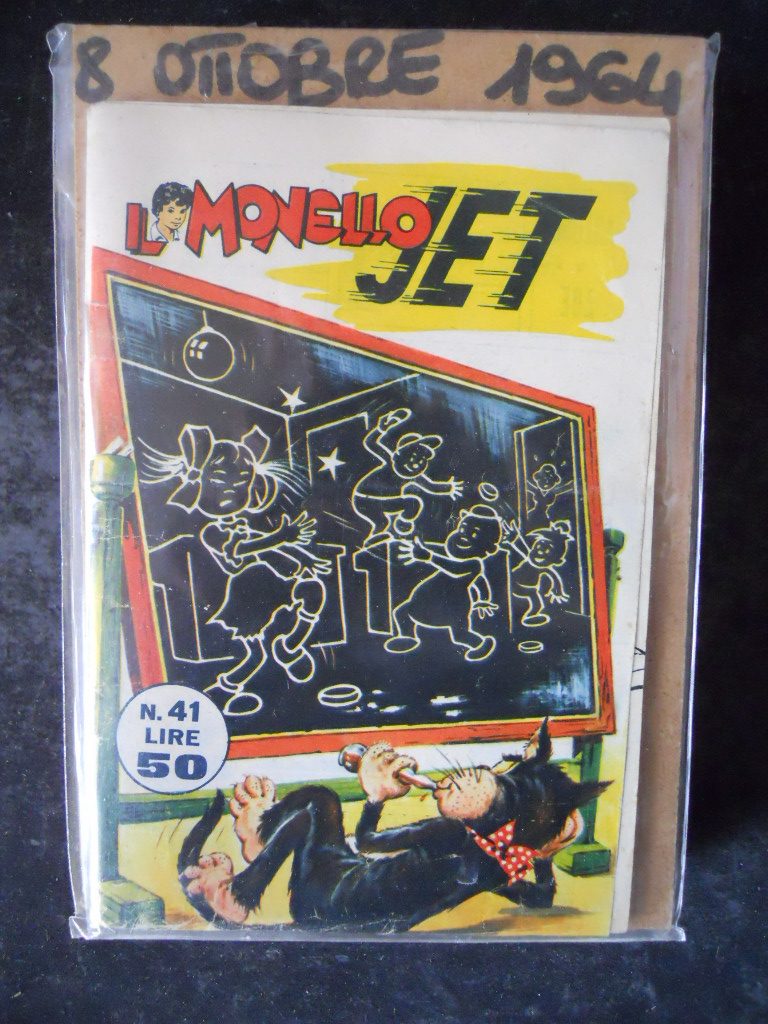 8 OTTOBRE 1964
IL MONELLO
JET
N. 41
LIRE
50